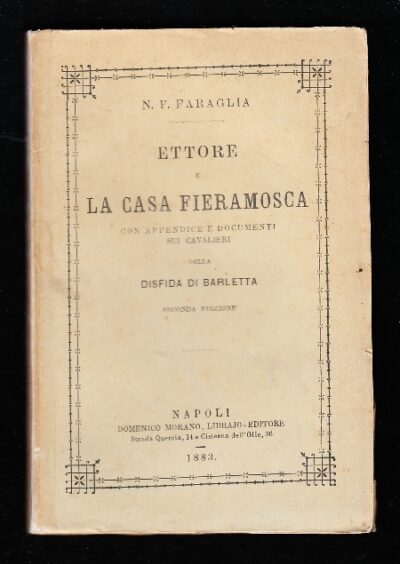 N. F. FARAGLIA
ETTORE
E
LA CASA FIERAMOSCA
CON APPENDICE E DOCUMENTI
SUI CAVALIERI
DELLA
DISFIDA DI BARLETTA
SECONDA EDIZIONE
NAPOLI
DOMENICO MORANO, LIBRAJO-EDITORE
Strada Quercia, 14 e Cisterna dell'Olio,
1883.